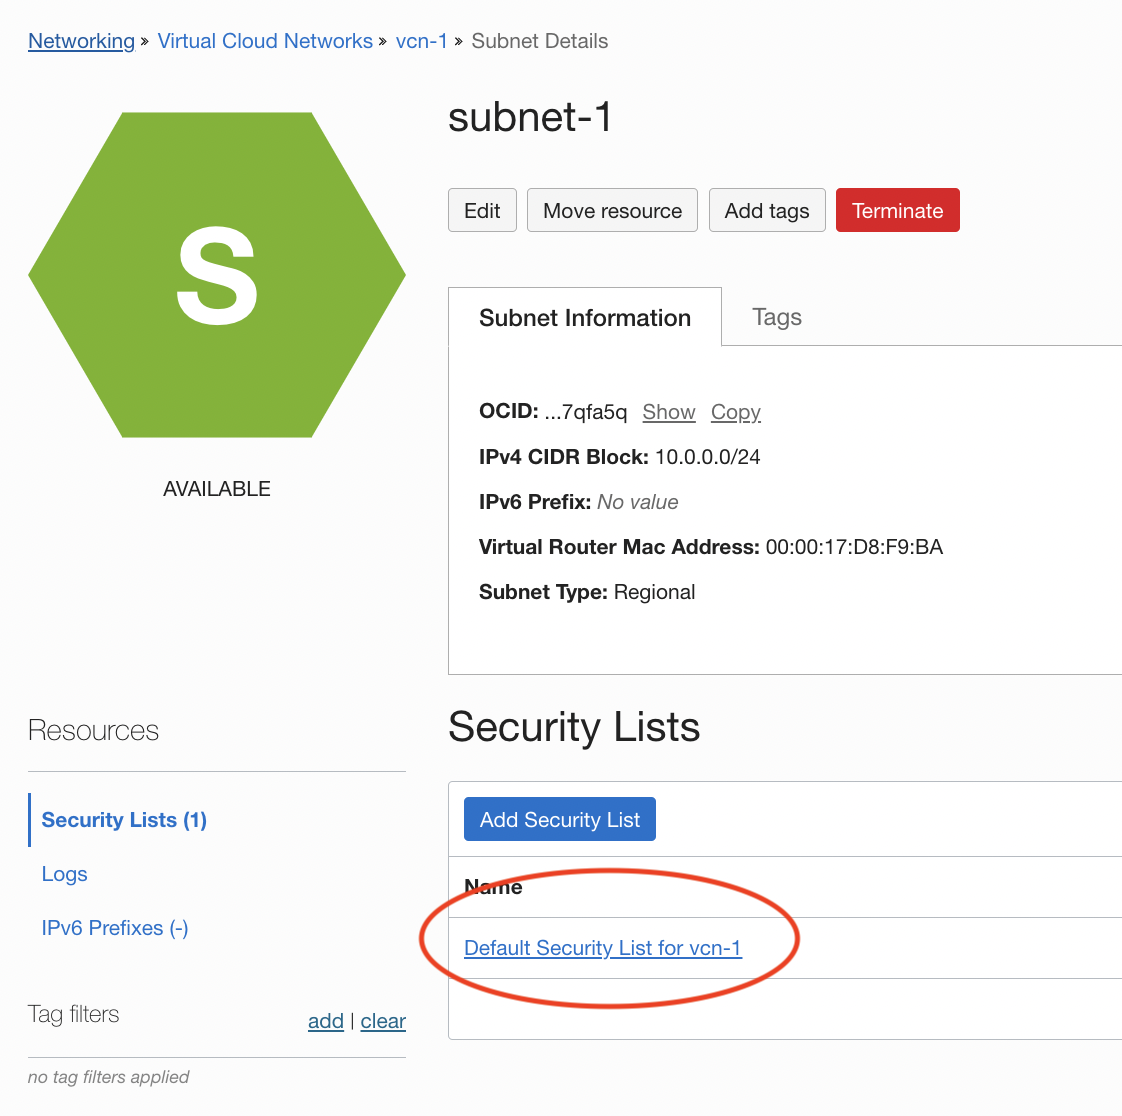 Networking » Virtual Cloud Networks » vcn-1 » Subnet Details
S
AVAILABLE
subnet-1
Edit Move resource Add tags Terminate
Subnet Information Tags
OCID: ...7qfa5q Show Copy
IPv4 CIDR Block: 10.0.0.0/24
IPv6 Prefix: No value
Virtual Router Mac Address: 00:00:17:D8:F9:BA
Subnet Type: Regional
Resources
Security Lists (1)
Logs
IPv6 Prefixes (-)
Tag filters add | clear
no tag filters applied
Security Lists
Add Security List
Name
Default Security List for vcn-1